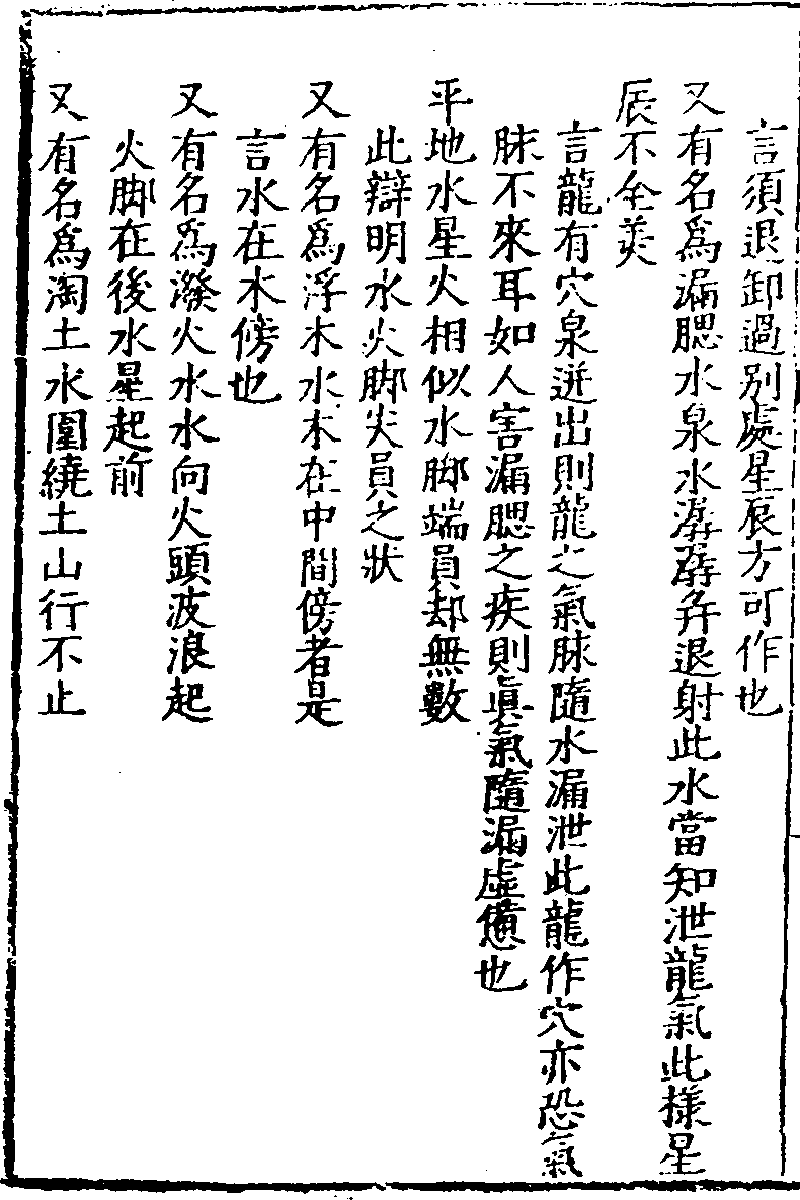 言須退卸過別處星辰方可作也
又有名爲漏腮水泉水潺潺弃退射此水當知泄龍氣此樣星
辰不全美
言龍有穴泉迸出則龍之氣脉隨水漏泄此龍作穴亦恐氣
脉不來耳如人害漏腮之疾則眞氣隨漏虛憊也
平地水星火相似水脚端員却無數
此辯明水火脚尖員之狀
又有名爲浮木水木在中間傍者是
言水在木傍也
又有名爲潑火水水向火頭波浪起
火脚在後水星起前
又有名爲淘土水圍繞土山行不止